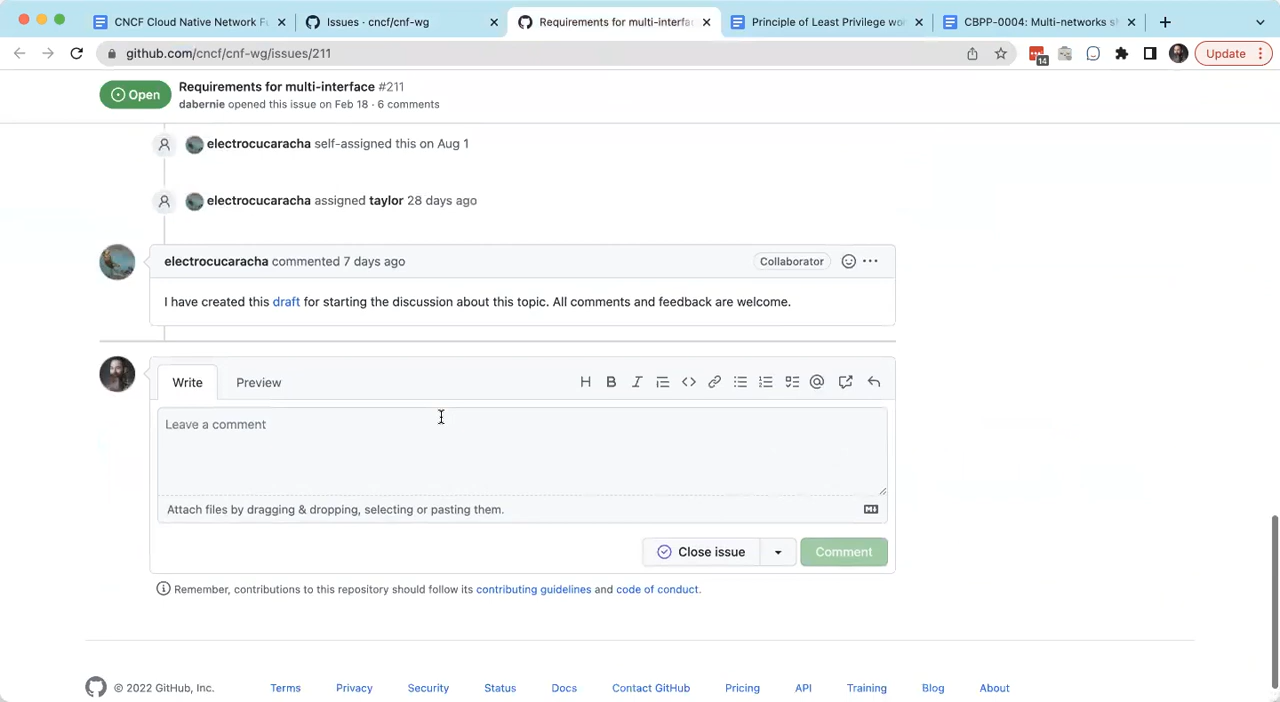 CNCF Cloud Native Network Fu
Issues · cncf/cnf-wg
Requirements for multi-interfac
Principle of Least Privilege wo
CBPP-0004: Multi-networks s
github.com/cncf/cnf-wg/issues/211
14
Update
Open
Requirements for multi-interface #211
dabernie opened this issue on Feb 18 · 6 comments
electrocucaracha self-assigned this on Aug 1
electrocucaracha assigned taylor 28 days ago
electrocucaracha commented 7 days ago
Collaborator
I have created this draft for starting the discussion about this topic. All comments and feedback are welcome.
Write
Preview
Leave a comment
Attach files by dragging & dropping, selecting or pasting them.
Close issue
Comment
Remember, contributions to this repository should follow its contributing guidelines and code of conduct.
© 2022 GitHub, Inc.
Terms
Privacy
Security
Status
Docs
Contact GitHub
Pricing
API
Training
Blog
About